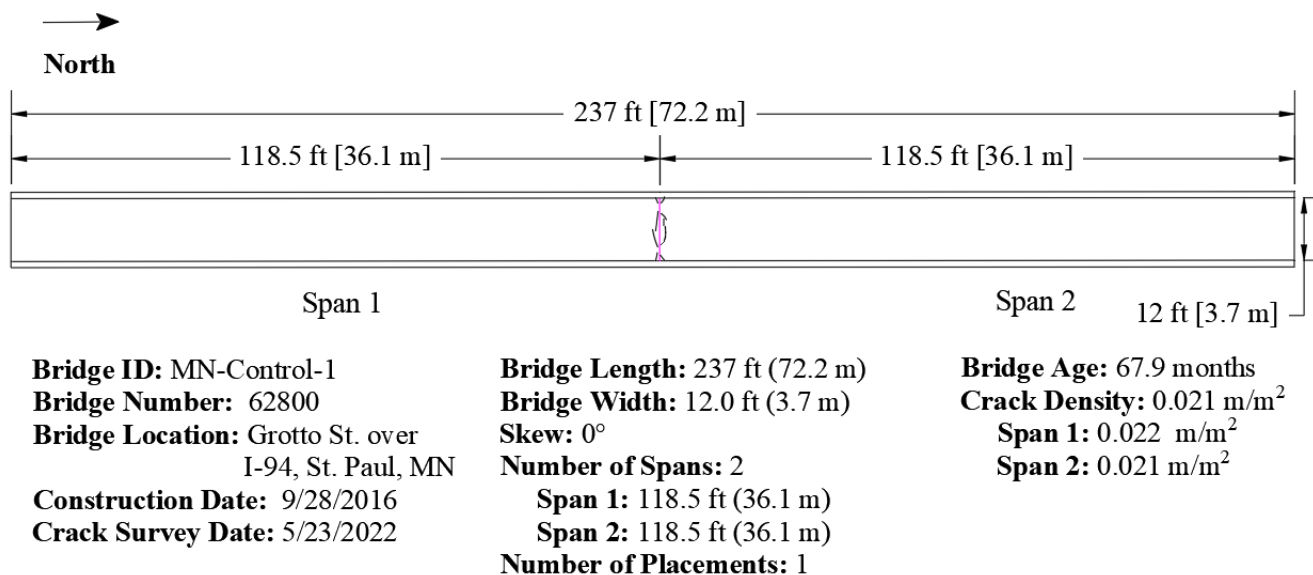 North
237 ft [72.2 m]
118.5 ft [36.1 m]
118.5 ft [36.1 m]
Span 1
Span 2
12 ft [3.7 m]
Bridge ID: MN-Control-1
Bridge Number: 62800
Bridge Location: Grotto St. over
I-94, St. Paul, MN
Construction Date: 9/28/2016
Crack Survey Date: 5/23/2022
Bridge Length: 237 ft (72.2 m)
Bridge Width: 12.0 ft (3.7 m)
Skew: 0°
Number of Spans: 2
Span 1: 118.5 ft (36.1 m)
Span 2: 118.5 ft (36.1 m)
Number of Placements: 1
Bridge Age: 67.9 months
Crack Density: 0.021 m/m²
Span 1: 0.022 m/m²
Span 2: 0.021 m/m²